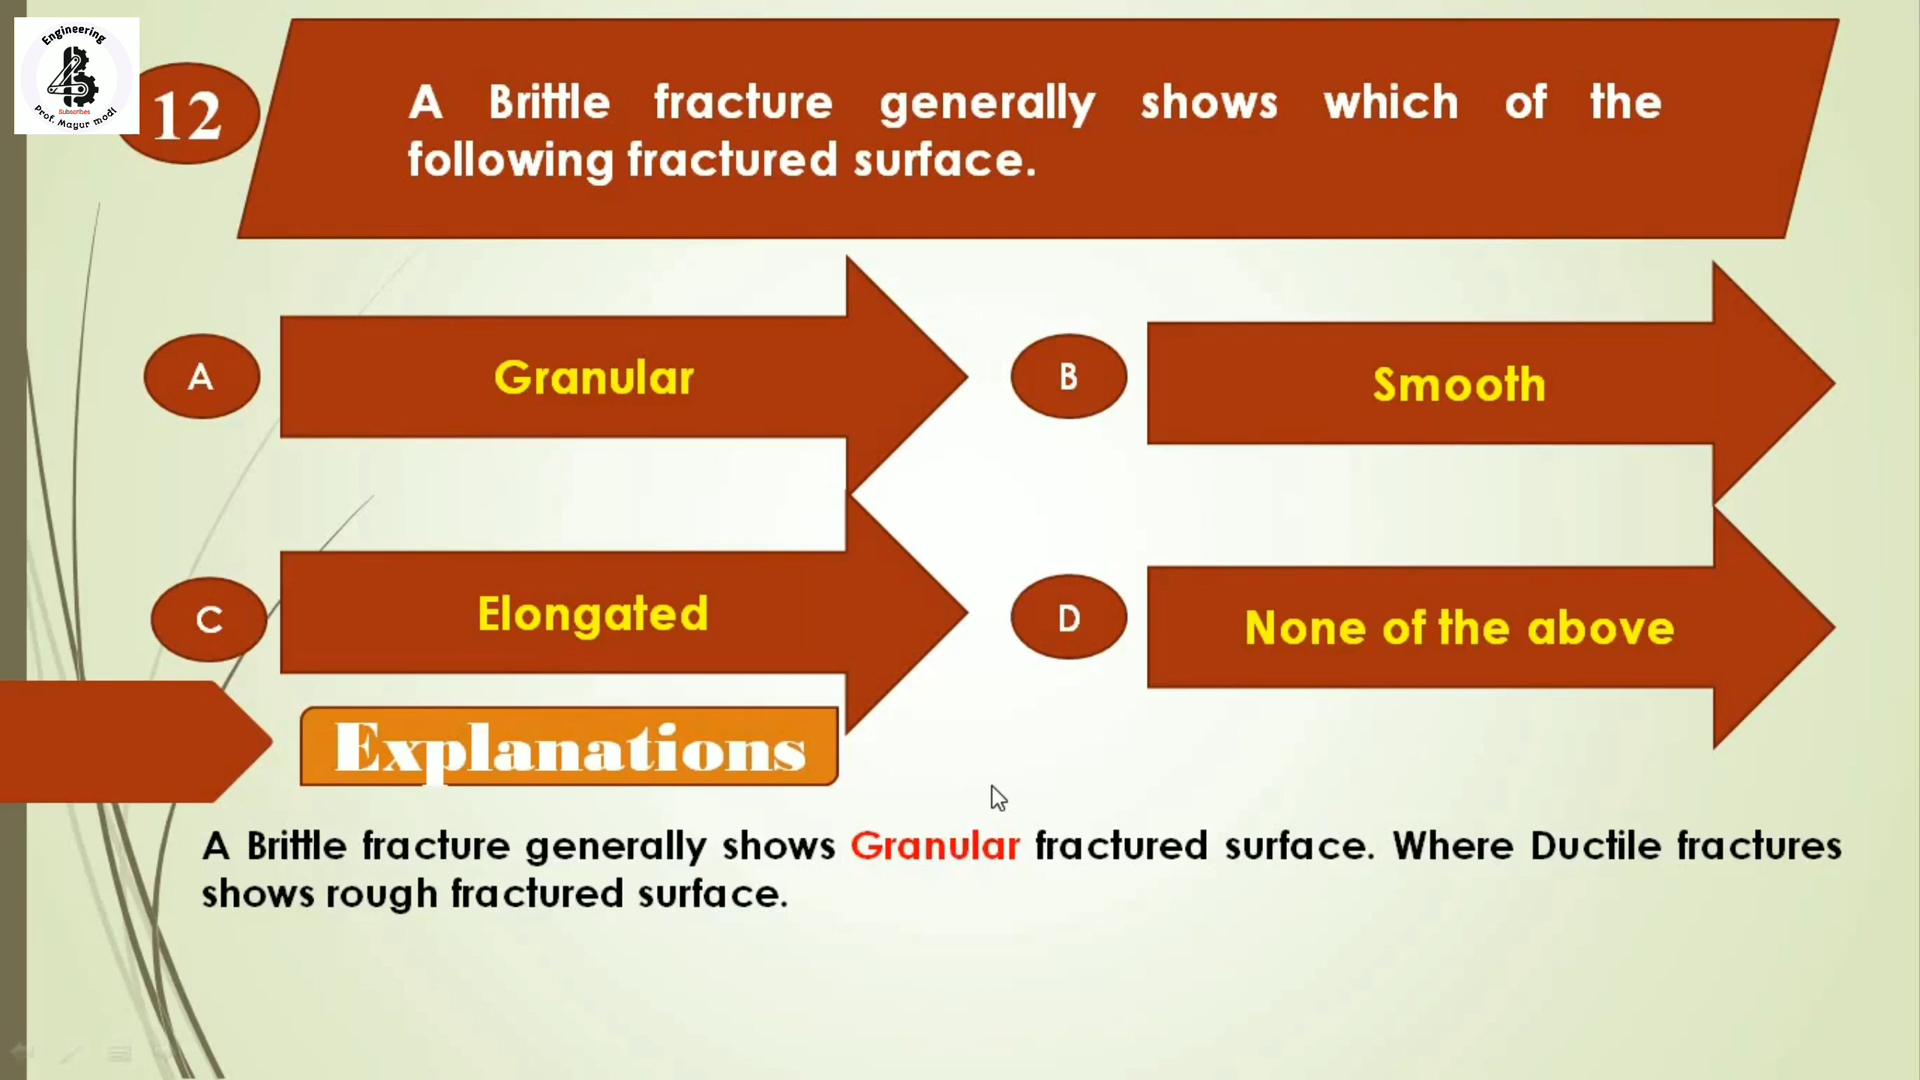 Engineering
Subscribes
Prof. Mayur modi
12
A Brittle fracture generally shows which of the
following fractured surface.
A
Granular
B
Smooth
C
Elongated
D
None of the above
Explanations
A Brittle fracture generally shows Granular fractured surface. Where Ductile fractures
shows rough fractured surface.